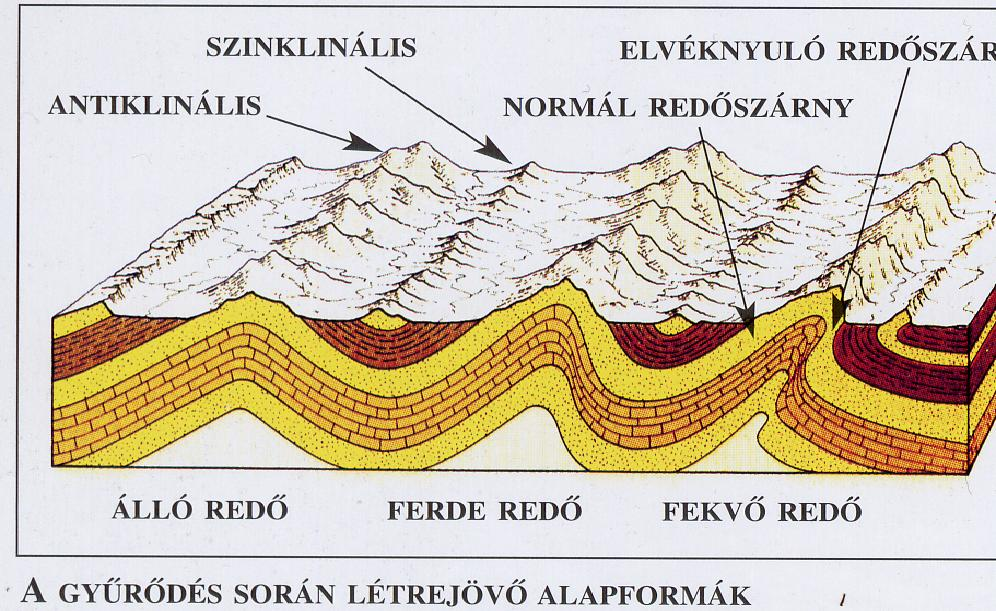 SZINKLINÁLIS
ELVÉKNYULÓ REDŐSZÁR
ANTIKLINÁLIS
NORMÁL REDŐSZÁRNY
ÁLLÓ REDŐ
FERDE REDŐ
FEKVŐ REDŐ
A GYŰRŐDÉS SORÁN LÉTREJÖVŐ ALAPFORMÁK